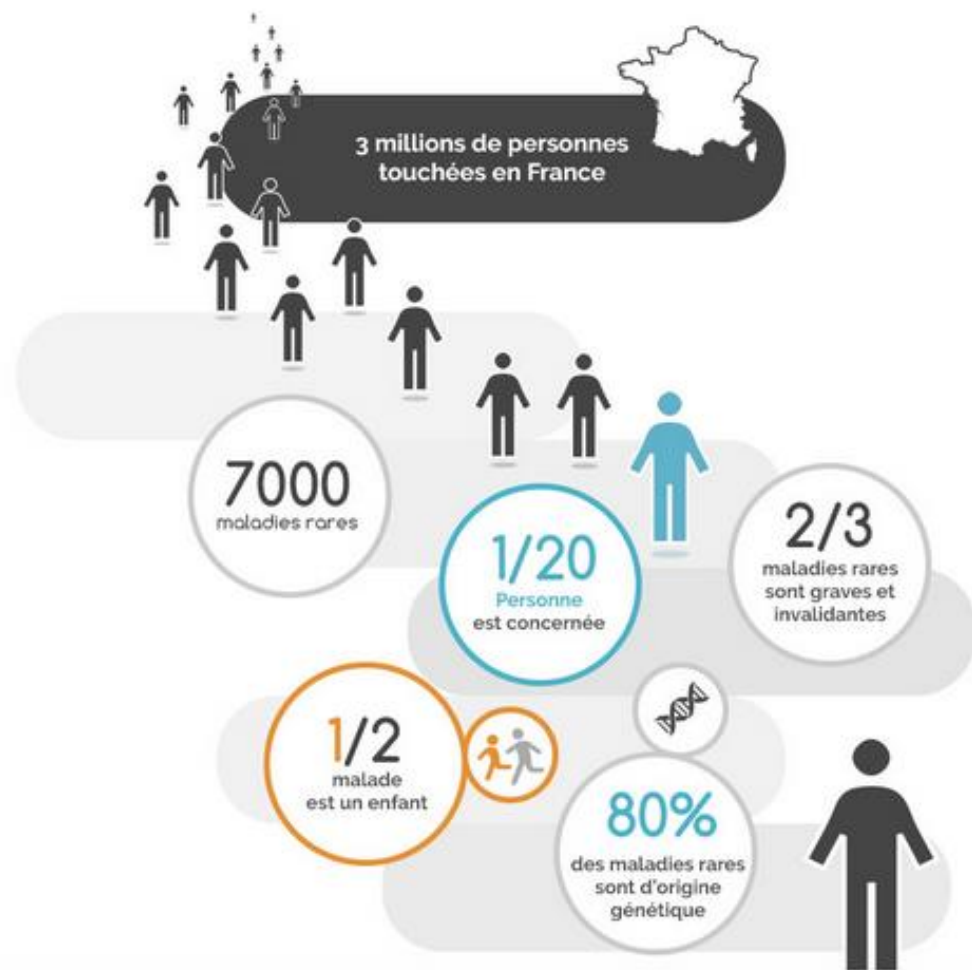 3 millions de personnes
touchées en France
7000
maladies rares
1/20
Personne
est concernée
2/3
maladies rares
sont graves et
invalidantes
1/2
malade
est un enfant
80%
des maladies rares
sont d'origine
génétique